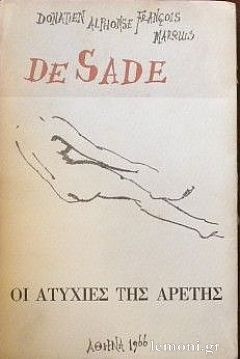 DONATIEN ALPHONSE FRANÇOIS
MARQUIS
DE SADE
ΟΙ ΑΤΥΧΙΕΣ ΤΗΣ ΑΡΕΤΗΣ
ΑΘΗΝΑ 1966
lemoni.gr